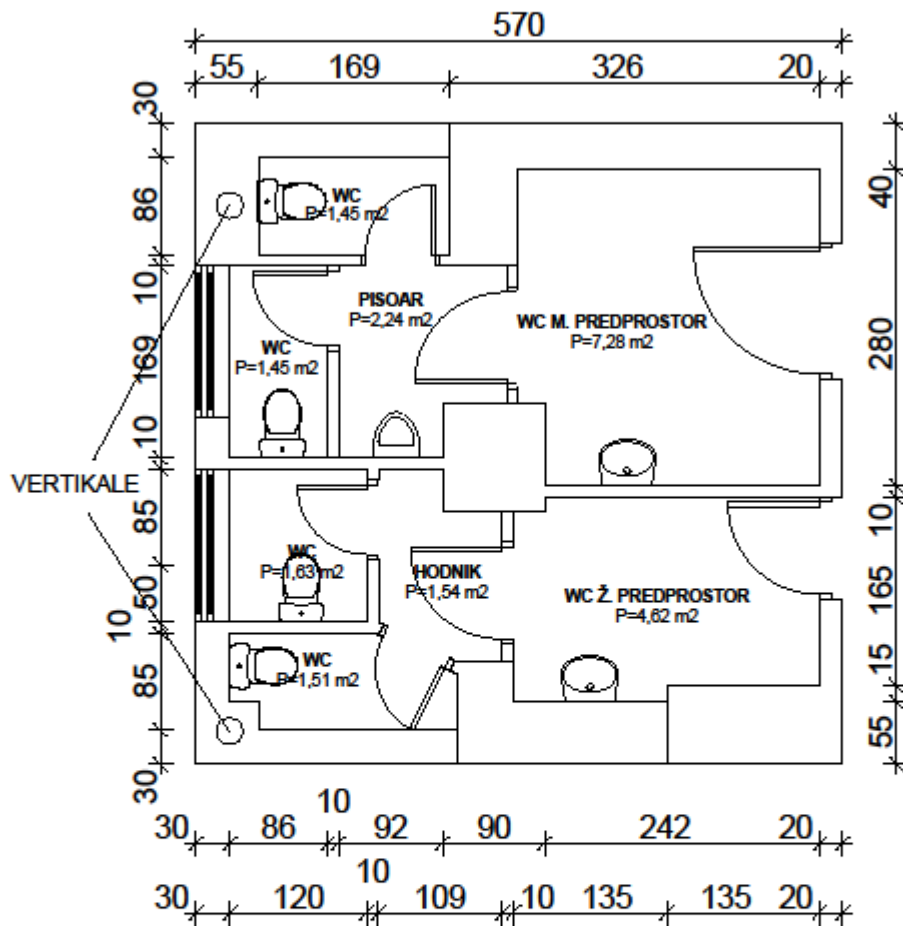 570
55 169 326 20
30
86
10
169
10
85
50
10
85
30
40
280
10
165
15
55
WC
P=1,45 m2
PISOAR
P=2,24 m2
WC M. PREDPROSTOR
P=7,28 m2
WC
P=1,45 m2
VERTIKALE
WC
P=1,63 m2
HODNIK
P=1,54 m2
WC Ž. PREDPROSTOR
P=4,62 m2
WC
P=1,51 m2
10
30 86 92 90 242 20
10
30 120 109 10 135 135 20